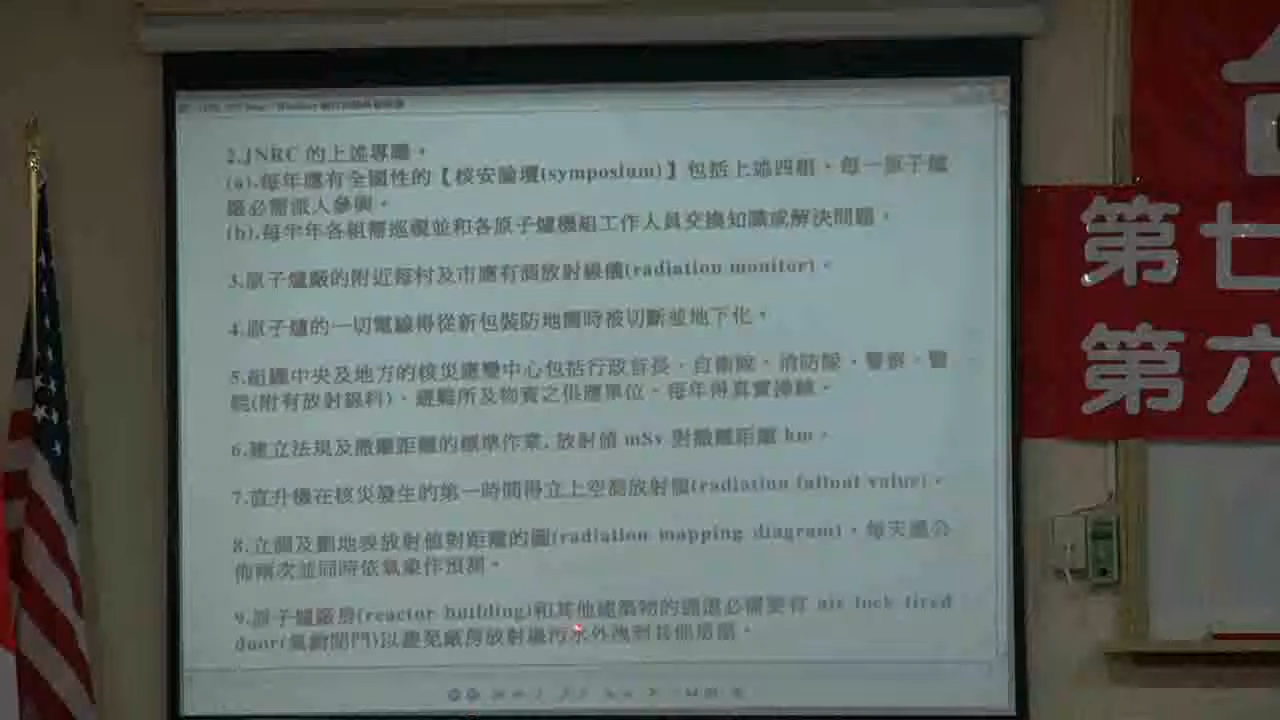 2.JNRC 的上述專職。
(a).每年應有全國性的【核安論壇(symposium)】包括上述四組，每一原子爐
廠必需派人參與。
(b).每半年各組需巡視並和各原子爐機組工作人員交換知識或解決問題。
3.原子爐廠的附近每村及市應有測放射線儀(radiation monitor)。
4.原子爐的一切電線得從新包裝防地震時被切斷並地下化。
5.組織中央及地方的核災應變中心包括行政首長、自衛隊、消防隊、警察、醫
院(附有放射線科)、避難所及物資之供應單位，每年得真實操練。
6.建立法規及撤離距離的標準作業,放射值 mSv 對撤離距離 km。
7.直升機在核災發生的第一時間得立上空測放射值(radiation fallout value)。
8.立測及劃地表放射值對距離的圖(radiation mapping diagram)，每天
佈兩次並同時依氣象作預測。
9.原子爐廠房(reactor building)和其他建築物的通道必需要有 air lock
door(氣鎖閘門)以避免廠房放射線污水外洩到其他房間。
第廿
第六